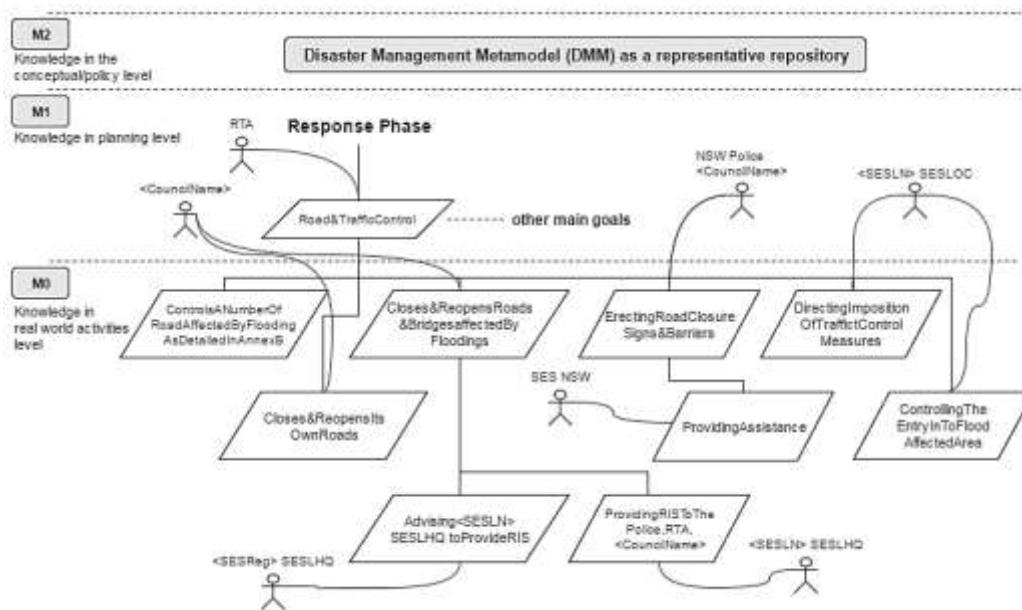 M2
Knowledge in the
conceptual/policy level
Disaster Management Metamodel (DMM) as a representative repository
M1
Knowledge in planning level
RTA
Response Phase
NSW Police
<CouncilName>
<SESLN> SESLOC
<CouncilName>
Road&TrafficControl
other main goals
M0
Knowledge in
real world activities
level
ControlsANumberOf
RoadAffectedByFlooding
AsDetailedInAnnexB
Closes&ReopensRoads
&BridgesaffectedBy
Floodings
ErectingRoadClosure
Signs&Barriers
DirectingImposition
OfTraffictControl
Measures
SES NSW
Closes&ReopensIts
OwnRoads
ProvidingAssistance
ControllingThe
EntryInToFlood
AffectedArea
Advising<SESLN>
SESLHQ toProvideRIS
ProvidingRISToThe
Police,RTA,
<CouncilName>
<SESReg> SESLHQ
<SESLN> SESLHQ